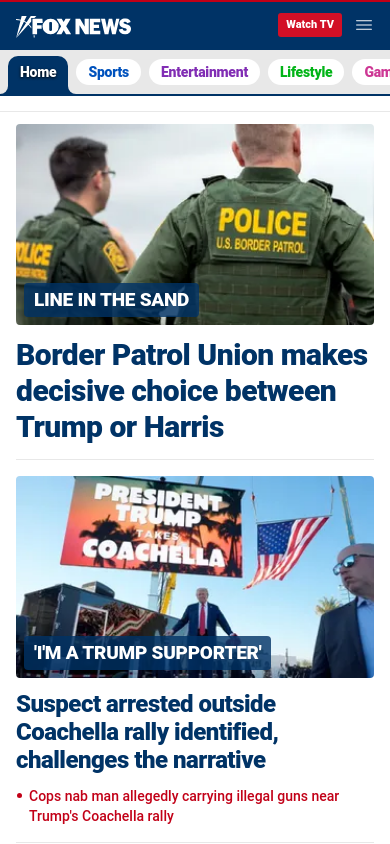 FOX NEWS
Watch TV
Home
Sports
Entertainment
Lifestyle
Gam
POLICE
U.S. BORDER PATROL
POLICE
LINE IN THE SAND
Border Patrol Union makes
decisive choice between
Trump or Harris
PRESIDENT
TRUMP
TAKES
COACHELLA
'I'M A TRUMP SUPPORTER'
Suspect arrested outside
Coachella rally identified,
challenges the narrative
• Cops nab man allegedly carrying illegal guns near
Trump's Coachella rally